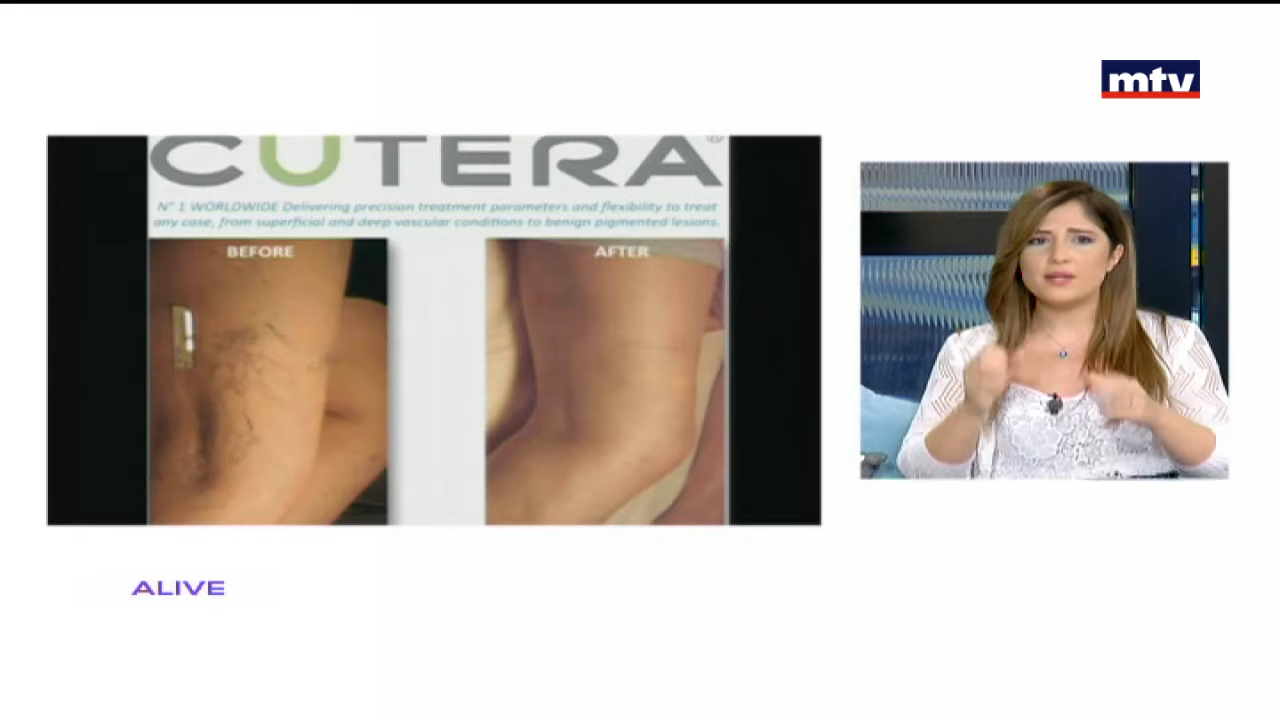 mtv
CUTERA®
N° 1 WORLDWIDE Delivering precision treatment parameters and flexibility to treat
any case, from superficial and deep vascular conditions to benign pigmented lesions.
BEFORE
AFTER
ALIVE